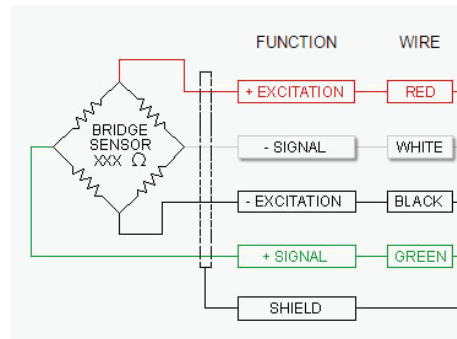 FUNCTION WIRE
+ EXCITATION RED
BRIDGE
SENSOR
XXX Ω
- SIGNAL WHITE
- EXCITATION BLACK
+ SIGNAL GREEN
SHIELD